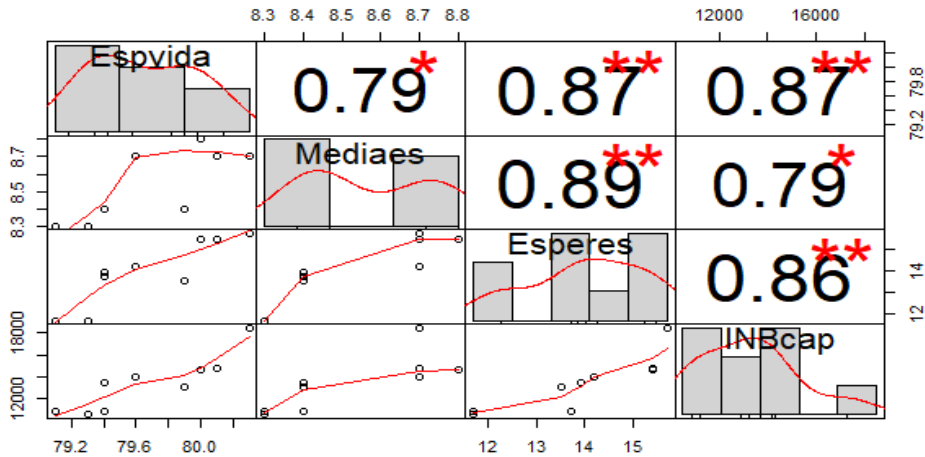 8.3 8.4 8.5 8.6 8.7 8.8 12000 16000
Espvida 0.79* 0.87** 0.87** 79.2 79.8
8.3 8.5 8.7 Mediaes 0.89** 0.79*
Esperes 0.86** 12 14
12000 18000 INBcap
79.2 79.6 80.0 12 13 14 15